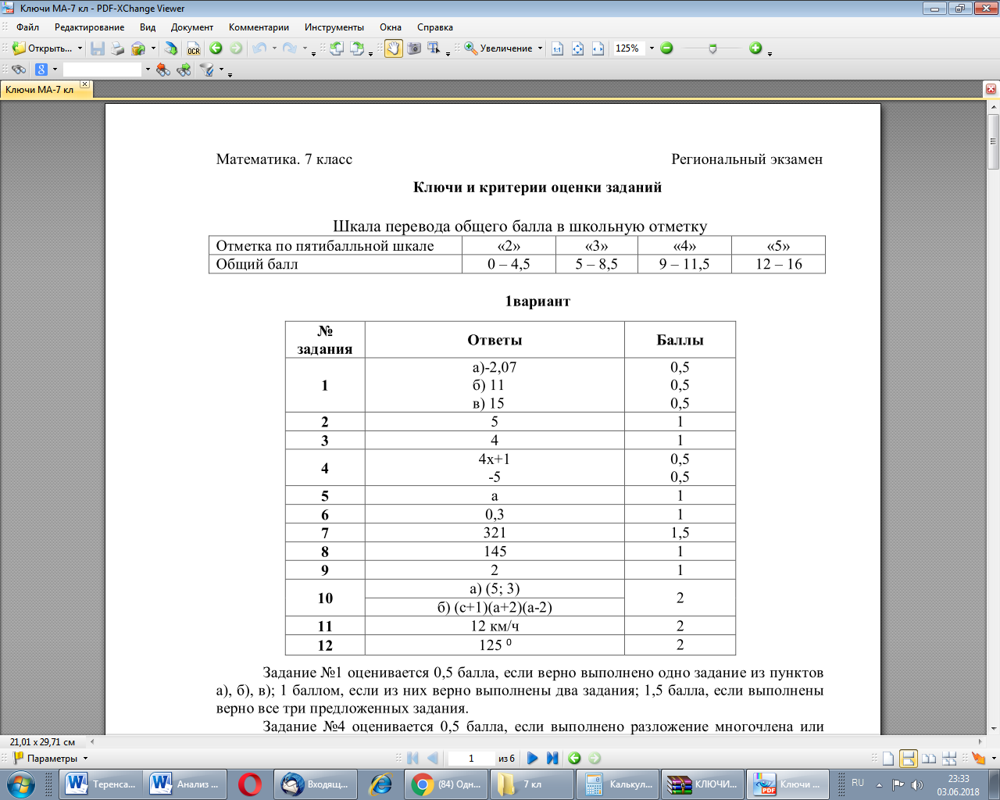 Ключи МА-7 кл - PDF-XChange Viewer
Файл Редактирование Вид Документ Комментарии Инструменты Окна Справка
Открыть... OCR Увеличение 125%
Ключи МА-7 кл
Математика. 7 класс Региональный экзамен
Ключи и критерии оценки заданий
Шкала перевода общего балла в школьную отметку
Отметка по пятибалльной шкале «2» «3» «4» «5»
Общий балл 0 – 4,5 5 – 8,5 9 – 11,5 12 – 16
1вариант
№ задания Ответы Баллы
1 а)-2,07 0,5
б) 11 0,5
в) 15 0,5
2 5 1
3 4 1
4 4х+1 0,5
-5 0,5
5 а 1
6 0,3 1
7 321 1,5
8 145 1
9 2 1
10 а) (5; 3) 2
б) (с+1)(а+2)(а-2)
11 12 км/ч 2
12 125 ⁰ 2
Задание №1 оценивается 0,5 балла, если верно выполнено одно задание из пунктов
а), б), в); 1 баллом, если из них верно выполнены два задания; 1,5 балла, если выполнены
верно все три предложенных задания.
Задание №4 оценивается 0,5 балла, если выполнено разложение многочлена или
21,01 x 29,71 см
Параметры 1 из 6
Теренса... Анализ ... Входящ... (84) Одн... 7 кл Калькул... КЛЮЧИ... Ключи ... RU 23:33
03.06.2018